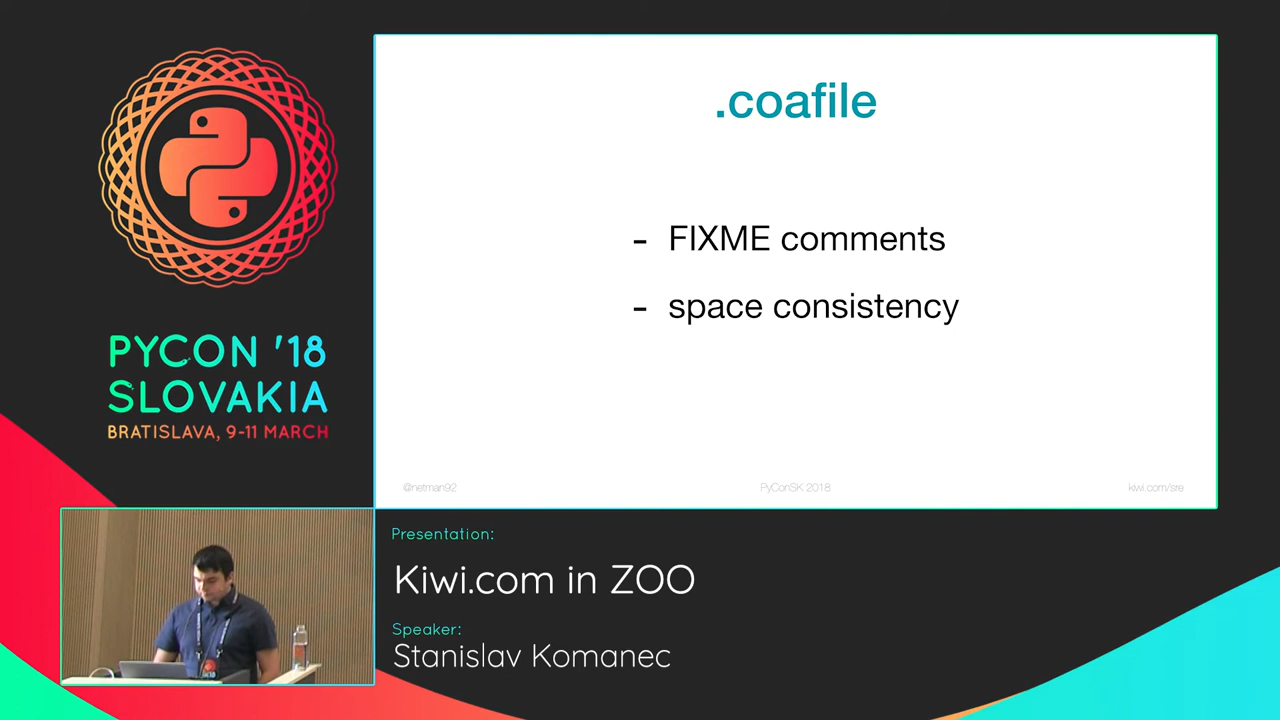 PYCON '18
SLOVAKIA
BRATISLAVA, 9-11 MARCH
.coafile
- FIXME comments
- space consistency
@netman92
PyConSK 2018
kiwi.com/sre
Presentation:
Kiwi.com in ZOO
Speaker:
Stanislav Komanec